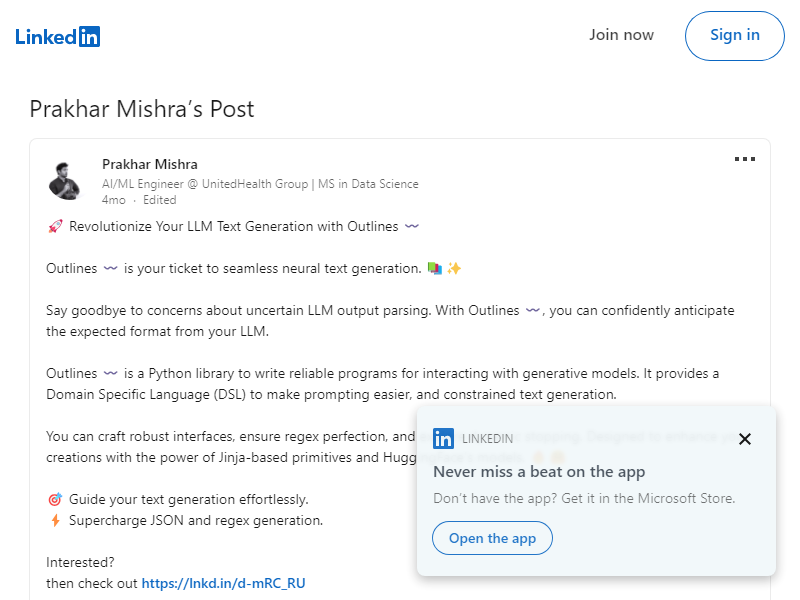 LinkedIn
Join now
Sign in
Prakhar Mishra's Post
Prakhar Mishra
AI/ML Engineer @ UnitedHealth Group | MS in Data Science
4mo · Edited
🚀 Revolutionize Your LLM Text Generation with Outlines 〰️
Outlines 〰️ is your ticket to seamless neural text generation. 📚✨
Say goodbye to concerns about uncertain LLM output parsing. With Outlines 〰️, you can confidently anticipate
the expected format from your LLM.
Outlines 〰️ is a Python library to write reliable programs for interacting with generative models. It provides a
Domain Specific Language (DSL) to make prompting easier, and constrained text generation.
You can craft robust interfaces, ensure regex perfection, and
creations with the power of Jinja-based primitives and
🎯 Guide your text generation effortlessly.
⚡ Supercharge JSON and regex generation.
Interested?
then check out https://lnkd.in/d-mRC_RU
in LINKEDIN
Never miss a beat on the app
Don't have the app? Get it in the Microsoft Store.
Open the app